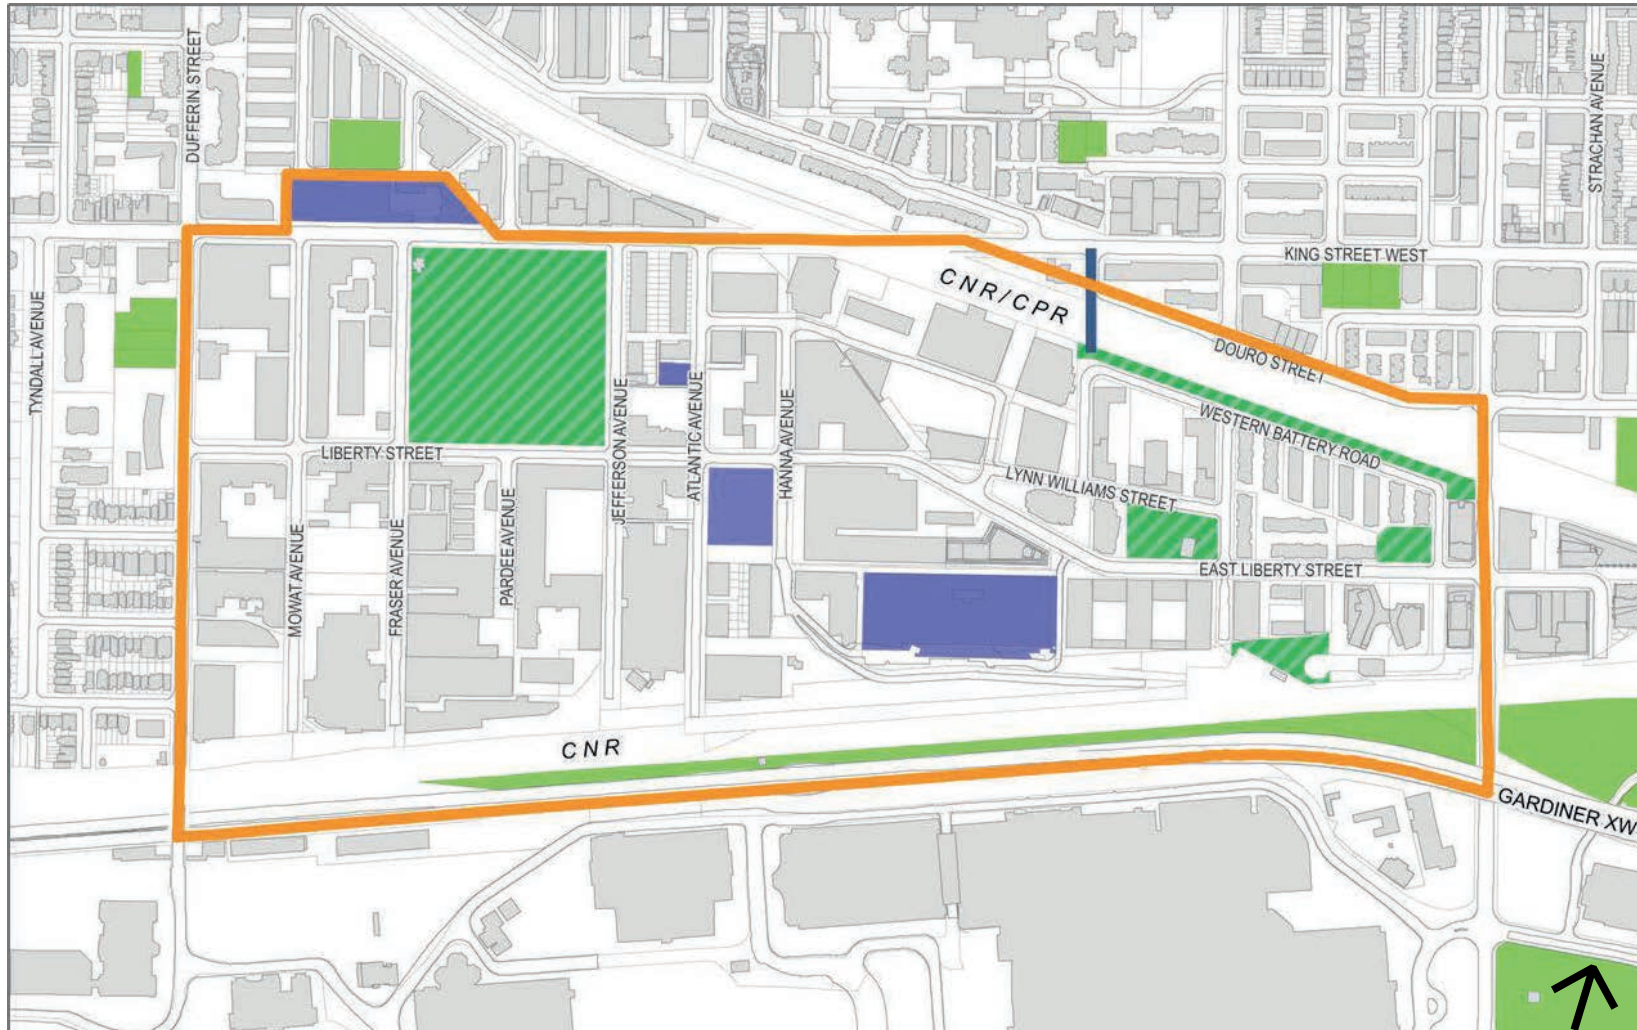 DUFFERIN STREET
STRACHAN AVENUE
KING STREET WEST
CNR/CPR
TYNDALL AVENUE
DOURO STREET
JEFFERSON AVENUE
ATLANTIC AVENUE
HANNA AVENUE
WESTERN BATTERY ROAD
LIBERTY STREET
LYNN WILLIAMS STREET
PARDEE AVENUE
MOWAT AVENUE
FRASER AVENUE
EAST LIBERTY STREET
CNR
GARDINER XW